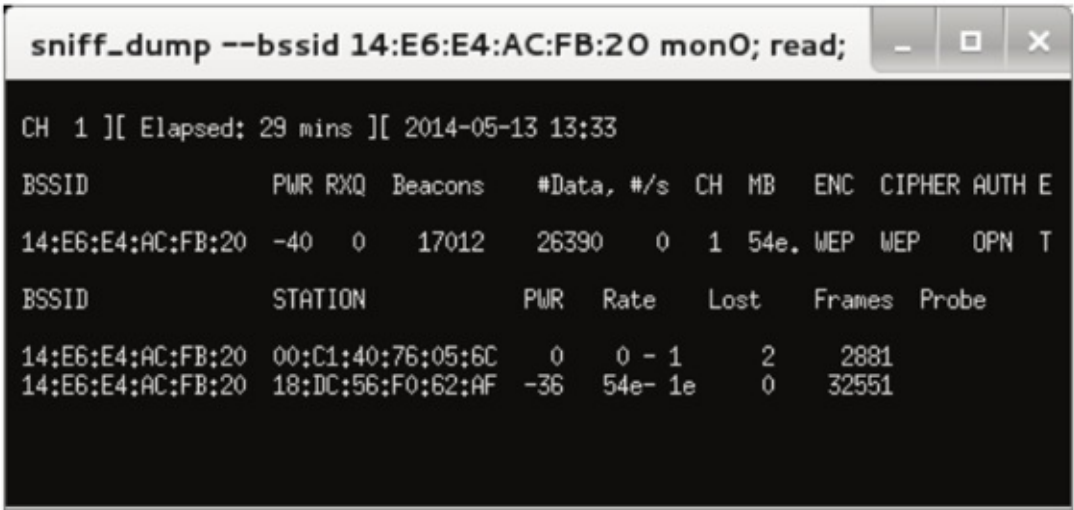 sniff_dump --bssid 14:E6:E4:AC:FB:20 mon0; read;
CH 1 ][ Elapsed: 29 mins ][ 2014-05-13 13:33
BSSID PWR RXQ Beacons #Data, #/s CH MB ENC CIPHER AUTH E
14:E6:E4:AC:FB:20 -40 0 17012 26390 0 1 54e. WEP WEP OPN T
BSSID STATION PWR Rate Lost Frames Probe
14:E6:E4:AC:FB:20 00:C1:40:76:05:6C 0 0 - 1 2 2881
14:E6:E4:AC:FB:20 18:DC:56:F0:62:AF -36 54e- 1e 0 32551